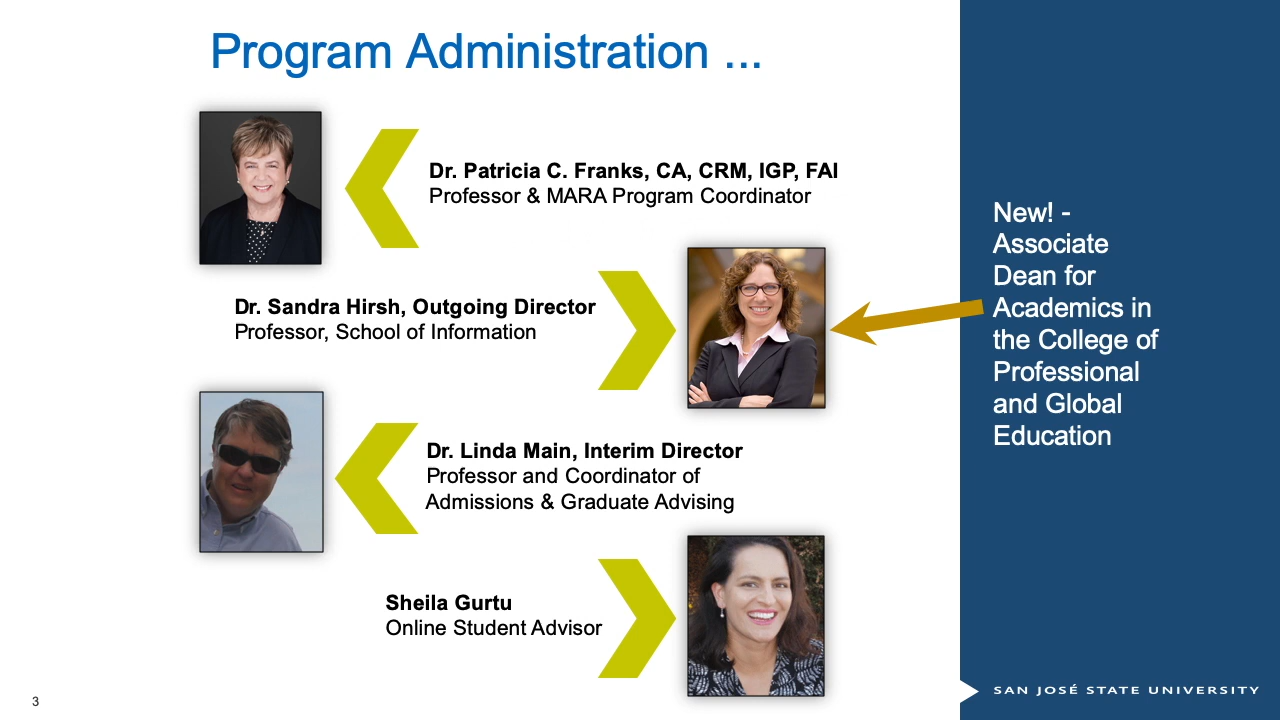 Program Administration ...
Dr. Patricia C. Franks, CA, CRM, IGP, FAI
Professor & MARA Program Coordinator
Dr. Sandra Hirsh, Outgoing Director
Professor, School of Information
Dr. Linda Main, Interim Director
Professor and Coordinator of
Admissions & Graduate Advising
Sheila Gurtu
Online Student Advisor
New! -
Associate
Dean for
Academics in
the College of
Professional
and Global
Education
3
SAN JOSÉ STATE UNIVERSITY